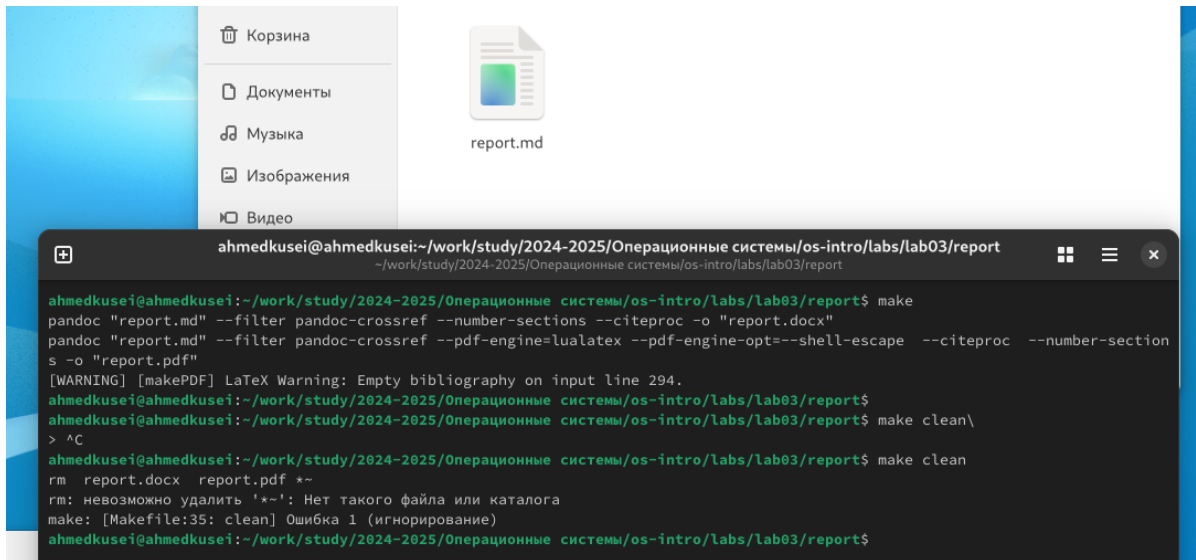 Корзина
Документы
Музыка
Изображения
Видео
report.md
ahmedkusei@ahmedkusei:~/work/study/2024-2025/Операционные системы/os-intro/labs/lab03/report
~/work/study/2024-2025/Операционные системы/os-intro/labs/lab03/report
ahmedkusei@ahmedkusei:~/work/study/2024-2025/Операционные системы/os-intro/labs/lab03/report$ make
pandoc "report.md" --filter pandoc-crossref --number-sections --citeproc -o "report.docx"
pandoc "report.md" --filter pandoc-crossref --pdf-engine=lualatex --pdf-engine-opt=--shell-escape  --citeproc  --number-section
s -o "report.pdf"
[WARNING] [makePDF] LaTeX Warning: Empty bibliography on input line 294.
ahmedkusei@ahmedkusei:~/work/study/2024-2025/Операционные системы/os-intro/labs/lab03/report$
ahmedkusei@ahmedkusei:~/work/study/2024-2025/Операционные системы/os-intro/labs/lab03/report$ make clean\
> ^C
ahmedkusei@ahmedkusei:~/work/study/2024-2025/Операционные системы/os-intro/labs/lab03/report$ make clean
rm  report.docx  report.pdf *~
rm: невозможно удалить '*~': Нет такого файла или каталога
make: [Makefile:35: clean] Ошибка 1 (игнорирование)
ahmedkusei@ahmedkusei:~/work/study/2024-2025/Операционные системы/os-intro/labs/lab03/report$